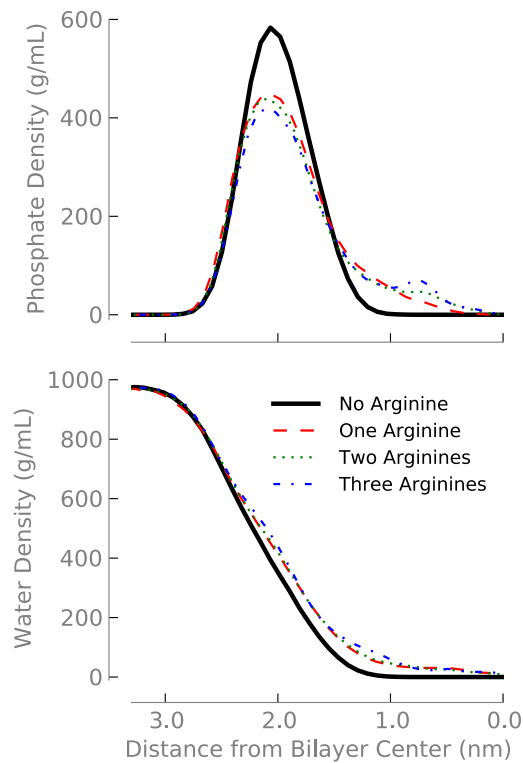 Phosphate Density (g/mL)
600
400
200
0
Water Density (g/mL)
1000
800
600
400
200
0
No Arginine
One Arginine
Two Arginines
Three Arginines
3.0 2.0 1.0 0.0
Distance from Bilayer Center (nm)